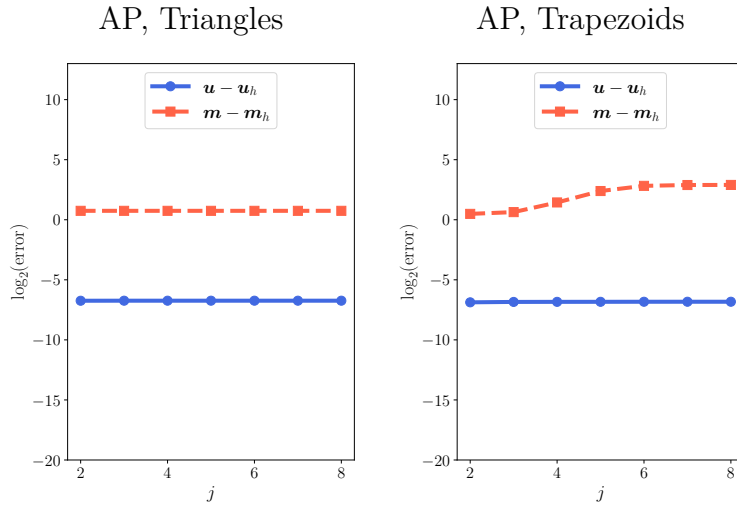 AP, Triangles
10
5
0
−5
−10
−15
−20
2
4
6
8
log₂(error)
j
u − u_h
m − m_h
AP, Trapezoids
10
5
0
−5
−10
−15
−20
2
4
6
8
log₂(error)
j
u − u_h
m − m_h